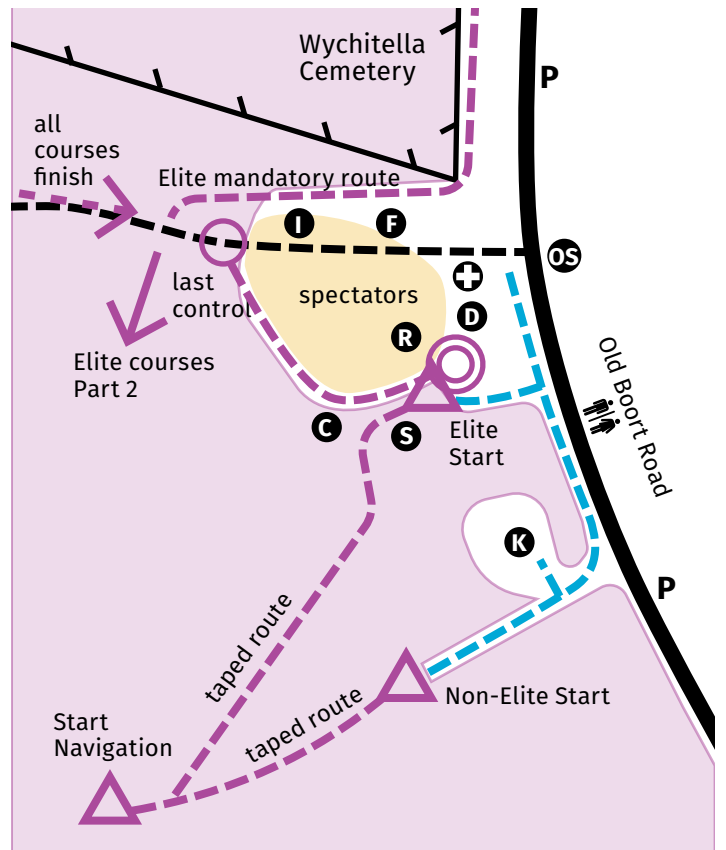 Wychitella
Cemetery
P
all
courses
finish
Elite mandatory route
I
F
OS
last
control
spectators
D
R
Elite courses
Part 2
Old Boort Road
C
S
Elite
Start
K
P
taped route
Non-Elite Start
taped route
Start
Navigation